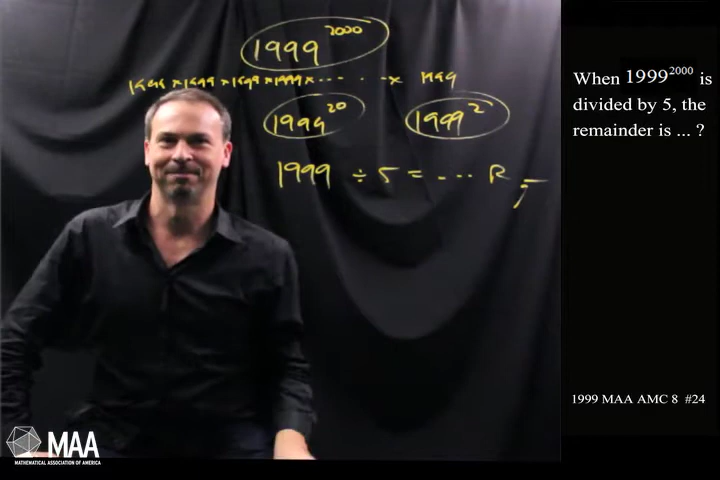 1999^2000
1999 × 1999 × 1999 × 1999 × ..... × 1999
1999^20 1999^2
1999 ÷ 5 = ... R
When 1999^2000 is
divided by 5, the
remainder is ... ?
1999 MAA AMC 8 #24
MAA
MATHEMATICAL ASSOCIATION OF AMERICA